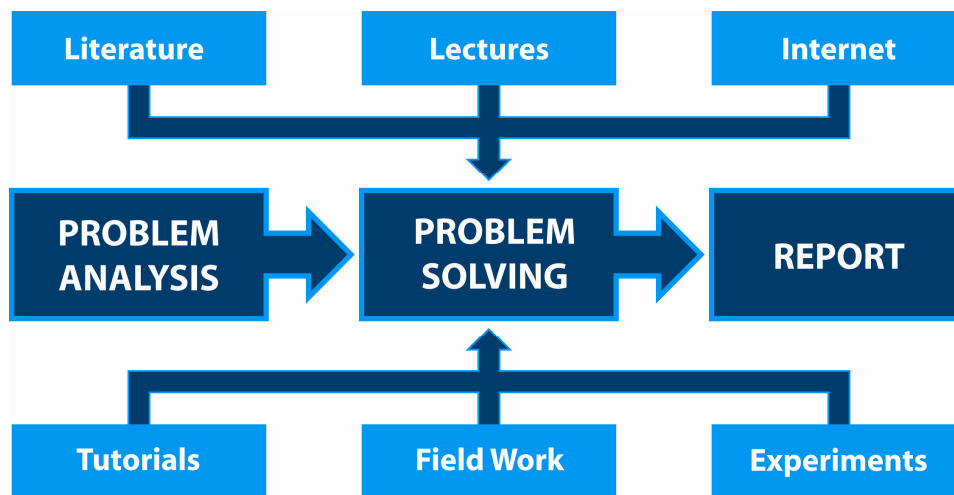 Literature
Lectures
Internet
PROBLEM
ANALYSIS
PROBLEM
SOLVING
REPORT
Tutorials
Field Work
Experiments